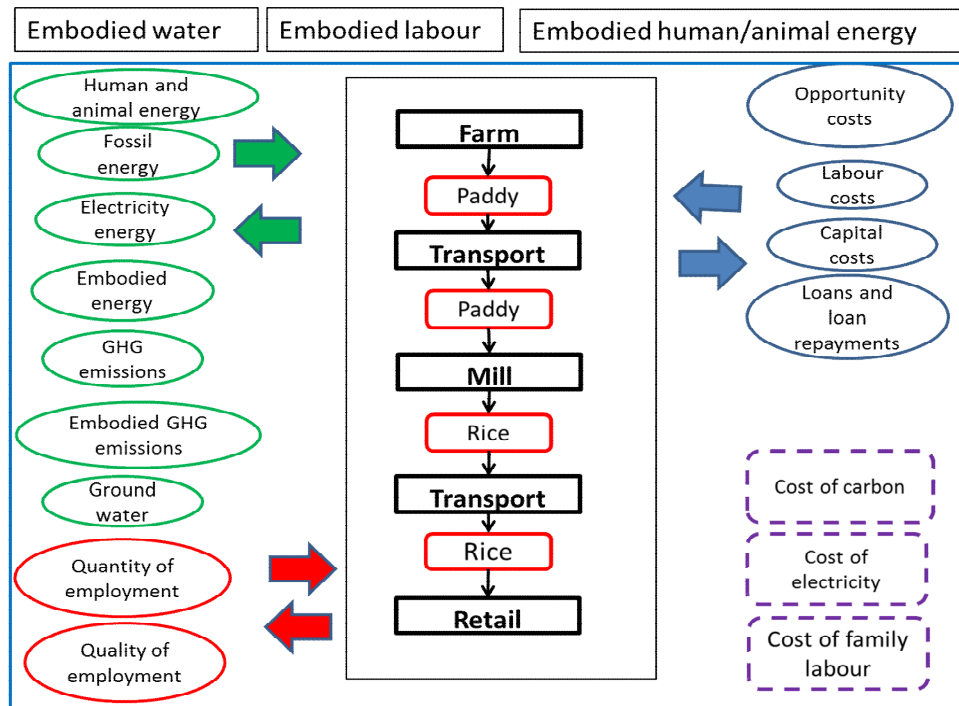 Embodied water
Embodied labour
Embodied human/animal energy
Human and
animal energy
Fossil
energy
Electricity
energy
Embodied
energy
GHG
emissions
Embodied GHG
emissions
Ground
water
Quantity of
employment
Quality of
employment
Farm
Paddy
Transport
Paddy
Mill
Rice
Transport
Rice
Retail
Opportunity
costs
Labour
costs
Capital
costs
Loans and
loan
repayments
Cost of carbon
Cost of
electricity
Cost of family
labour